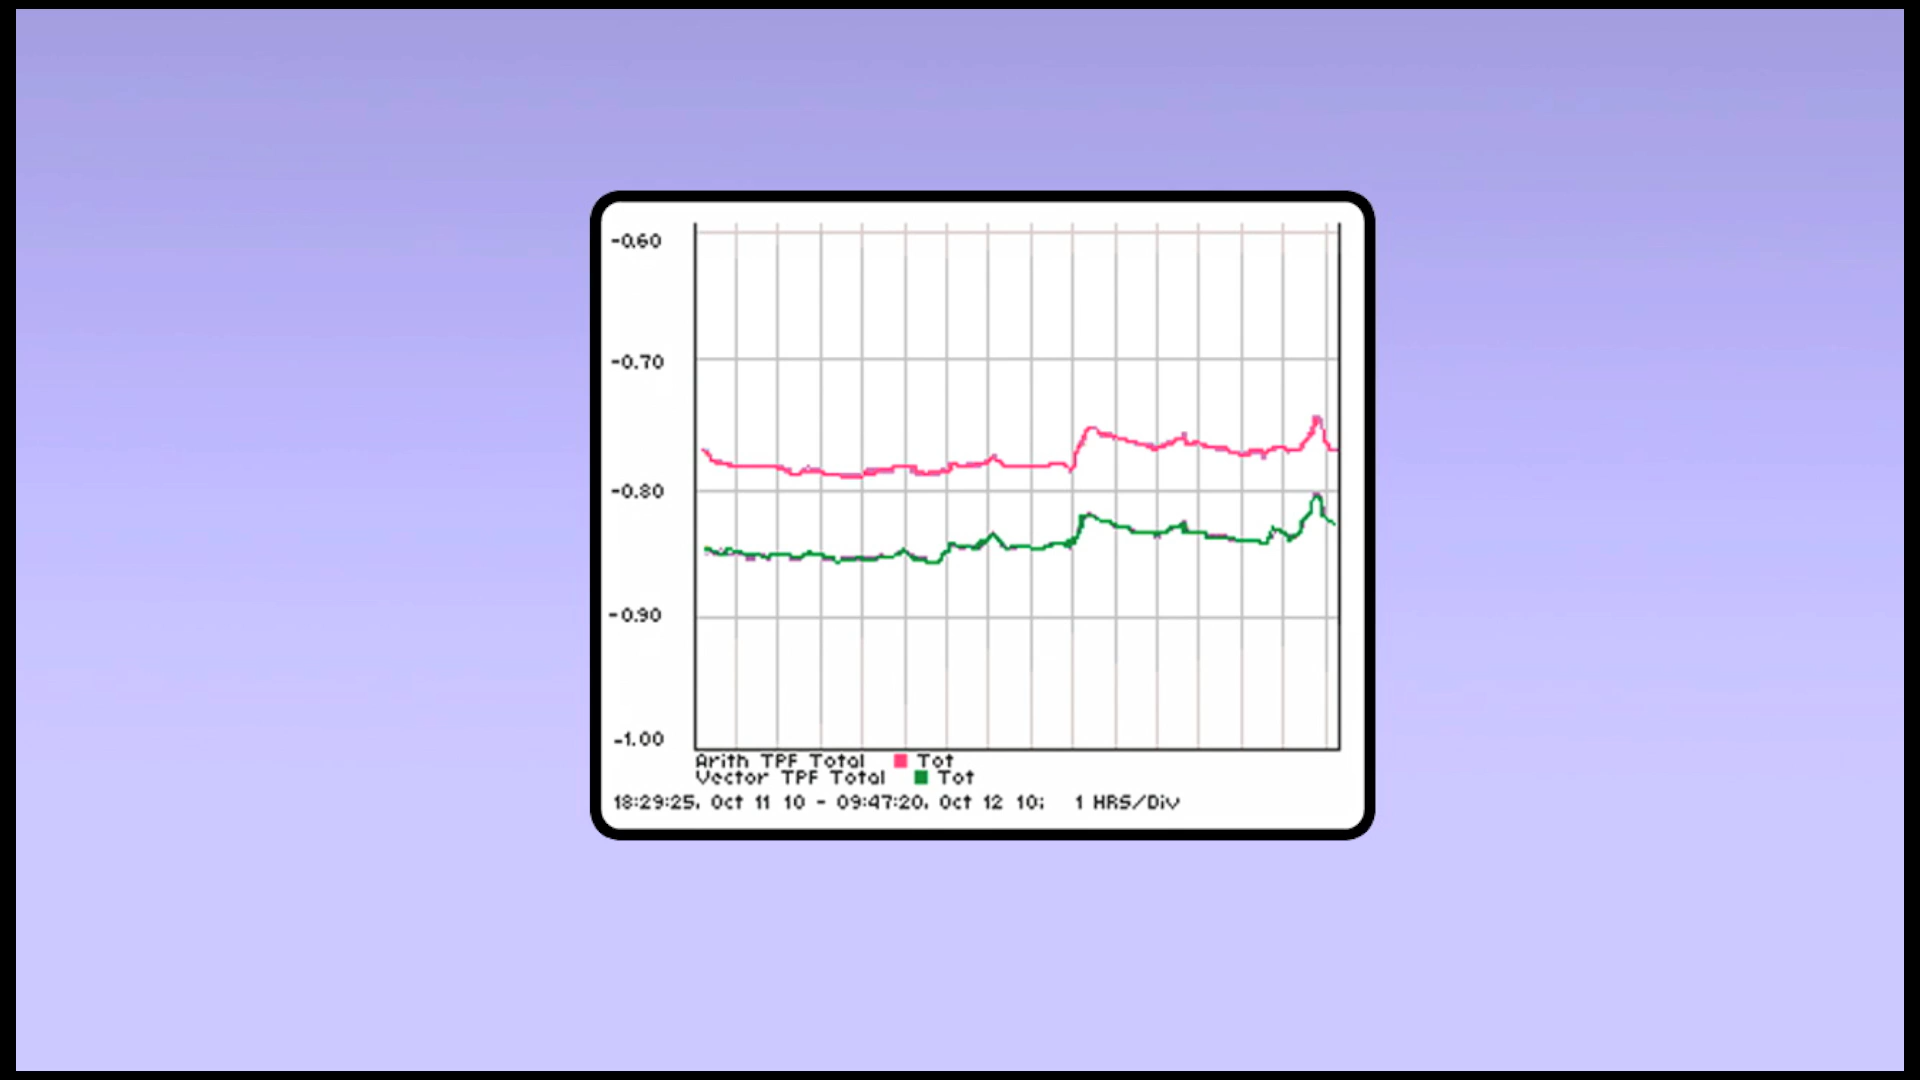 -0.60
-0.70
-0.80
-0.90
-1.00
Arith TPF Total Tot
Vector TPF Total Tot
18:29:25, Oct 11 10 - 09:47:20, Oct 12 10; 1 HRS/Div